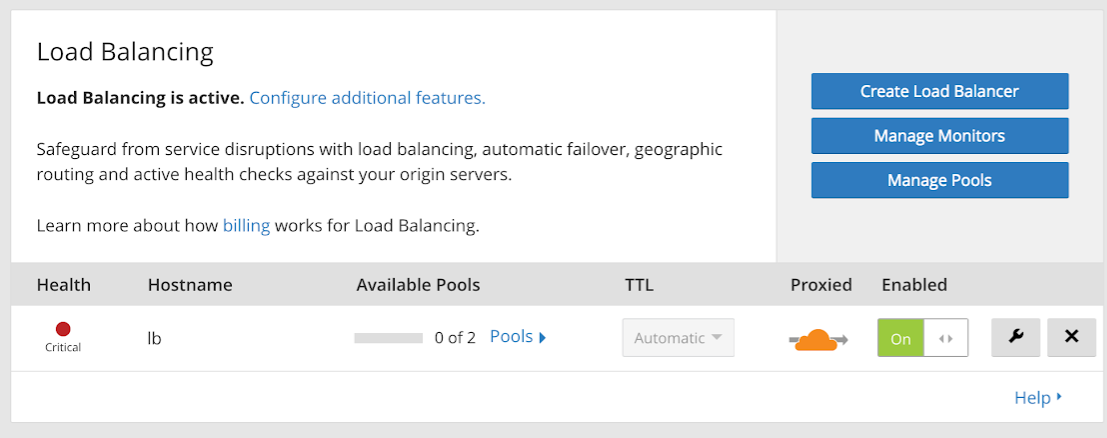 Load Balancing
Load Balancing is active. Configure additional features.
Safeguard from service disruptions with load balancing, automatic failover, geographic
routing and active health checks against your origin servers.
Learn more about how billing works for Load Balancing.
Create Load Balancer
Manage Monitors
Manage Pools
Health Hostname Available Pools TTL Proxied Enabled
Critical lb 0 of 2 Pools Automatic On
Help